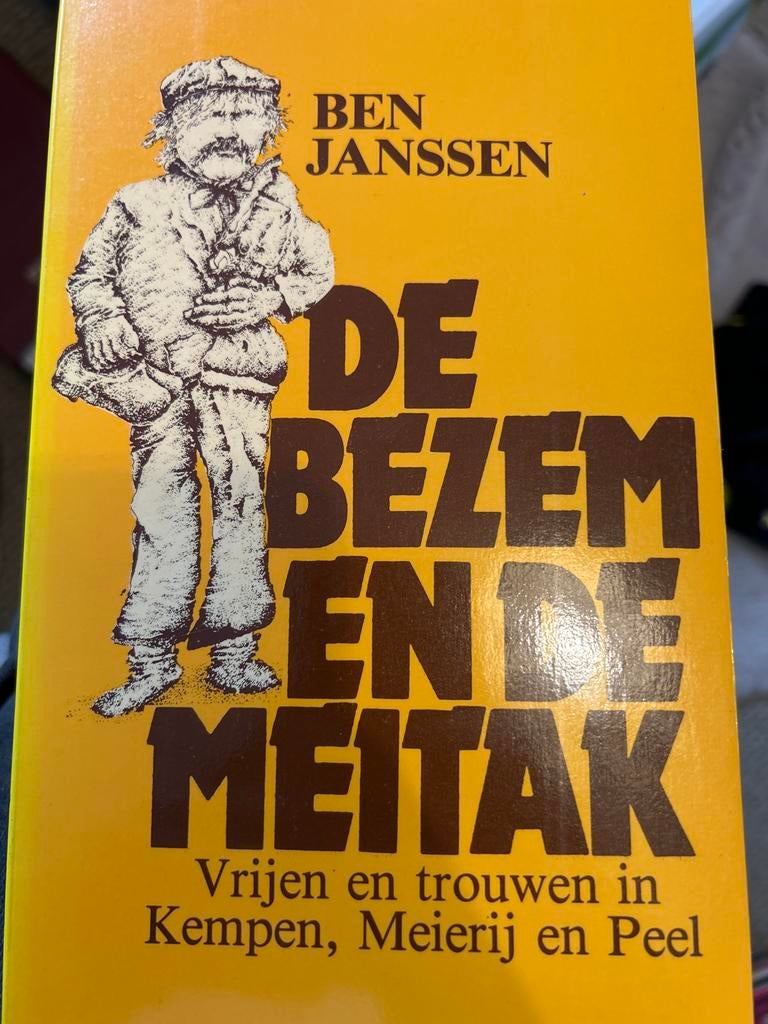 BEN
JANSSEN
DE
BEZEM
EN DE
MEITAK
Vrijen en trouwen in
Kempen, Meierij en Peel